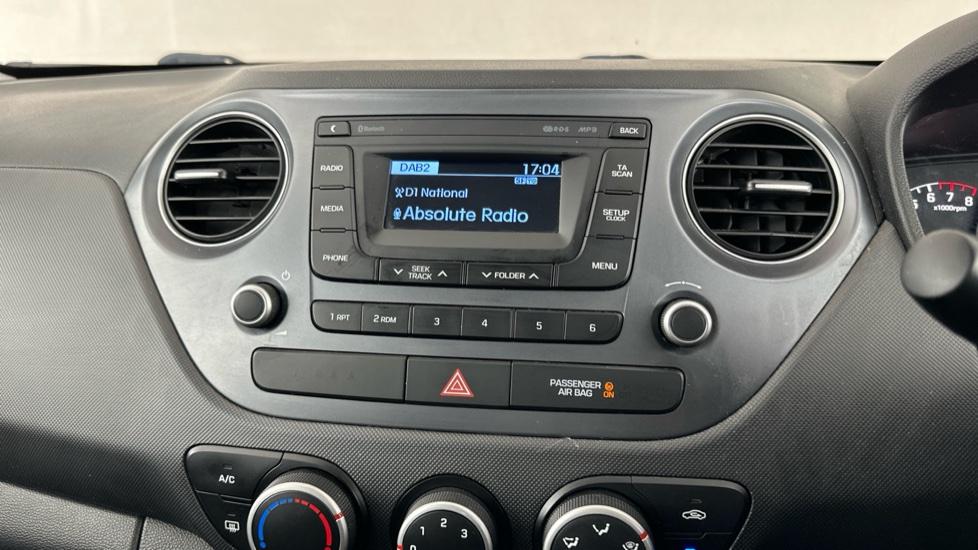 Bluetooth R·D·S MP3 BACK
RADIO
MEDIA
PHONE
DAB2 17:04
D1 National
Absolute Radio
TA
SCAN
SETUP
CLOCK
MENU
SEEK
TRACK
FOLDER
1 RPT 2 RDM 3 4 5 6
PASSENGER
AIR BAG ON
A/C
1 2 3
5 6 7 8
x1000rpm